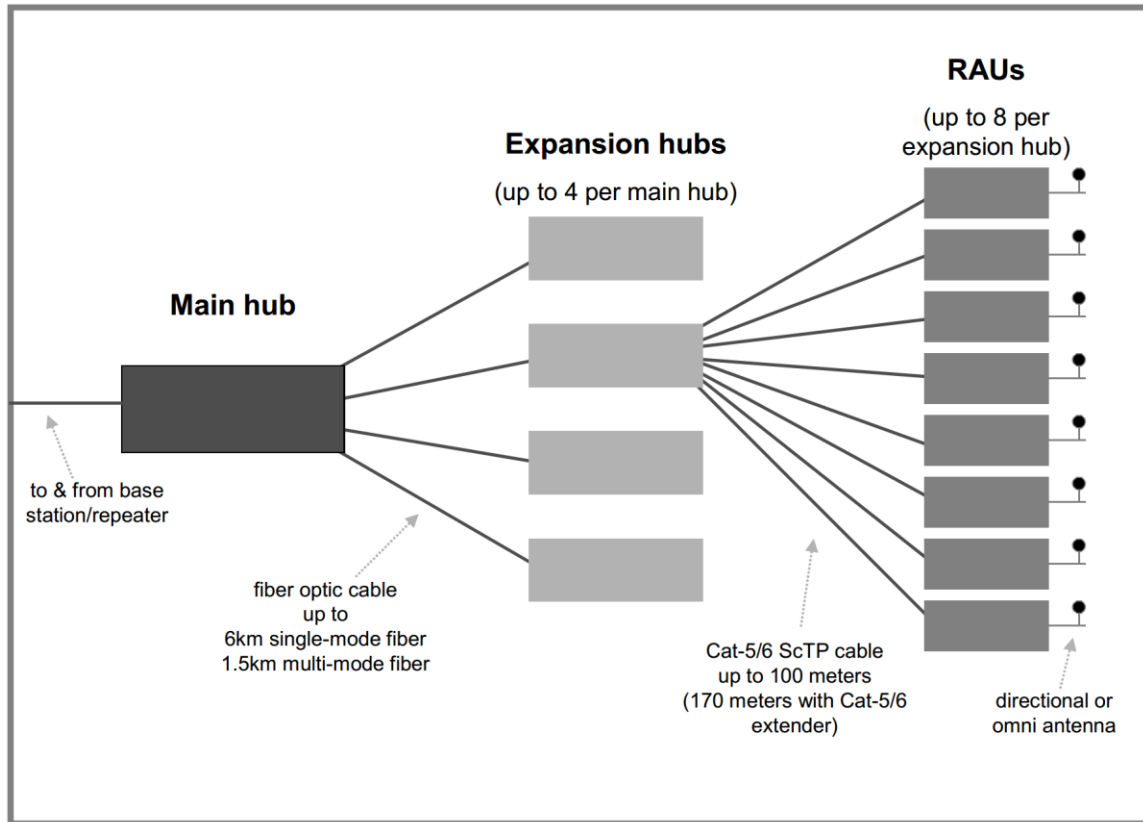 RAUs
(up to 8 per
expansion hub)
Expansion hubs
(up to 4 per main hub)
Main hub
to & from base
station/repeater
fiber optic cable
up to
6km single-mode fiber
1.5km multi-mode fiber
Cat-5/6 ScTP cable
up to 100 meters
(170 meters with Cat-5/6
extender)
directional or
omni antenna